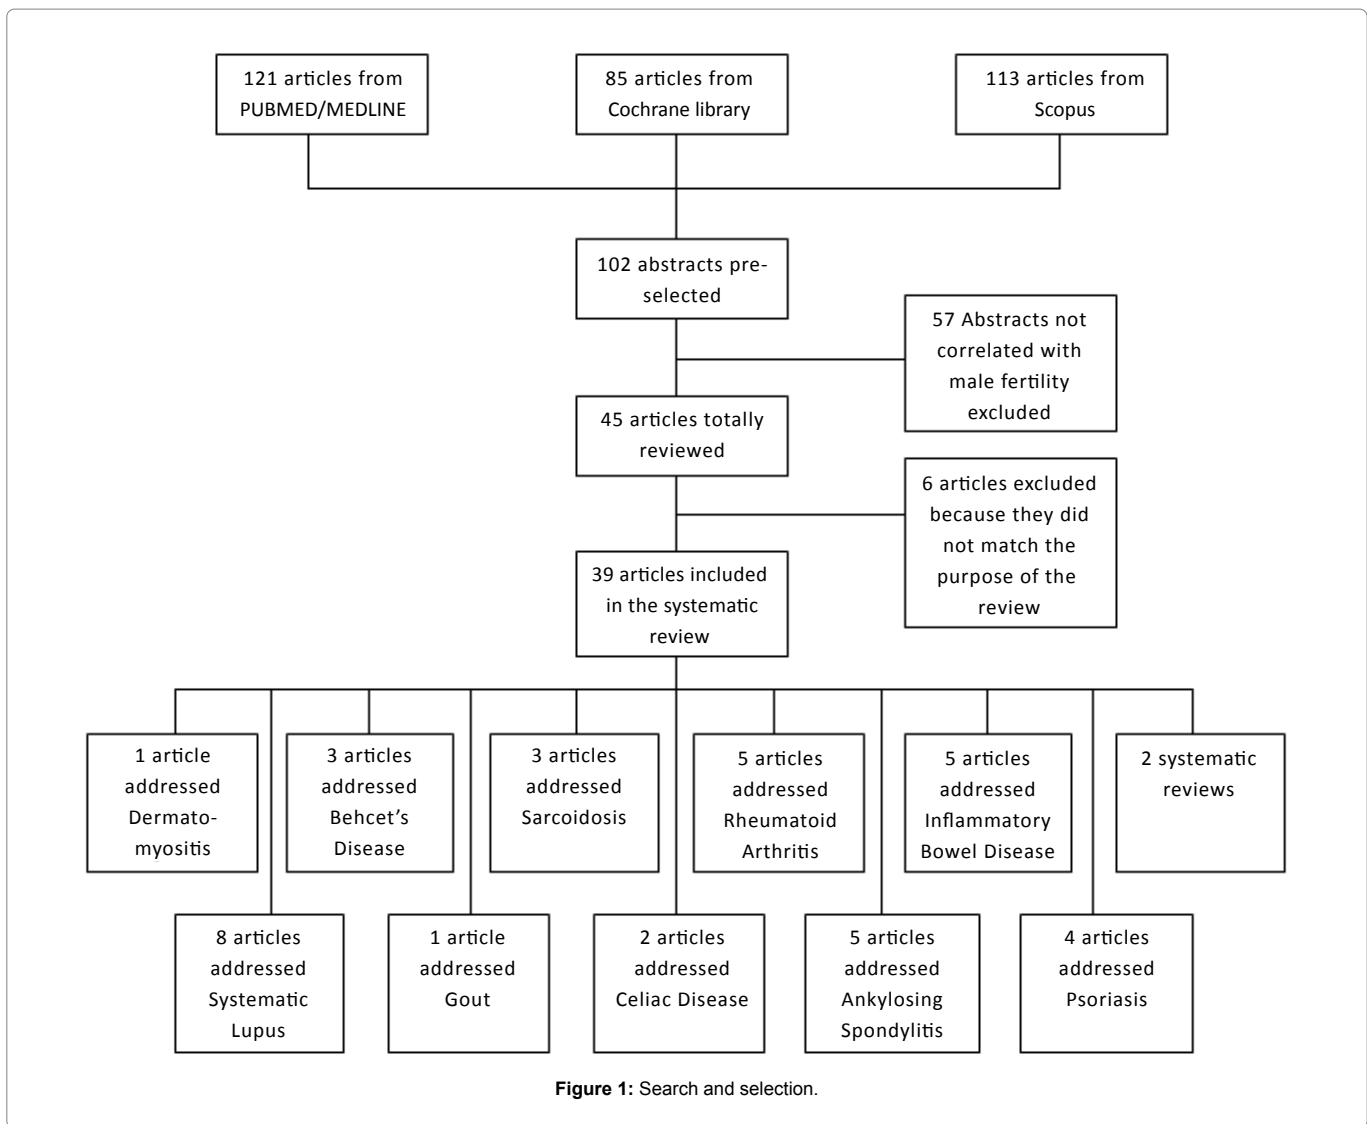 121 articles from
PUBMED/MEDLINE
85 articles from
Cochrane library
113 articles from
Scopus
102 abstracts pre-
selected
57 Abstracts not
correlated with
male fertility
excluded
45 articles totally
reviewed
6 articles excluded
because they did
not match the
purpose of the
review
39 articles included
in the systematic
review
1 article
addressed
Dermato-
myositis
3 articles
addressed
Behcet’s
Disease
3 articles
addressed
Sarcoidosis
5 articles
addressed
Rheumatoid
Arthritis
5 articles
addressed
Inflammatory
Bowel Disease
2 systematic
reviews
8 articles
addressed
Systematic
Lupus
1 article
addressed
Gout
2 articles
addressed
Celiac Disease
5 articles
addressed
Ankylosing
Spondylitis
4 articles
addressed
Psoriasis
Figure 1: Search and selection.